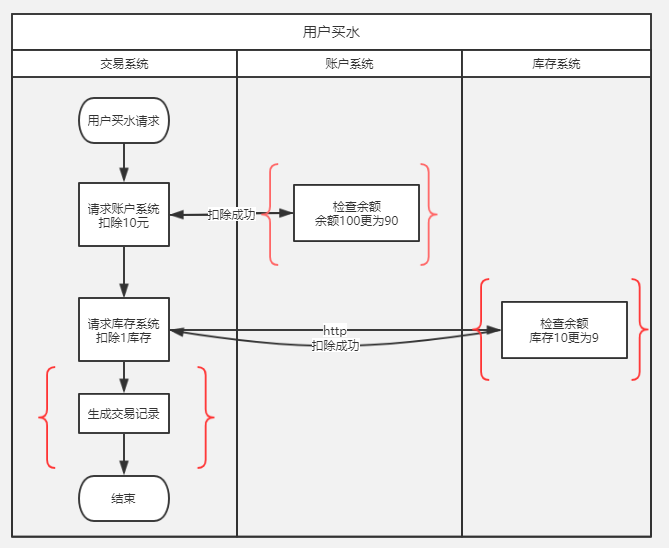 用户买水
交易系统
账户系统
库存系统
用户买水请求
请求账户系统
扣除10元
扣除成功
检查余额
余额100更为90
请求库存系统
扣除1库存
http
扣除成功
检查余额
库存10更为9
生成交易记录
结束